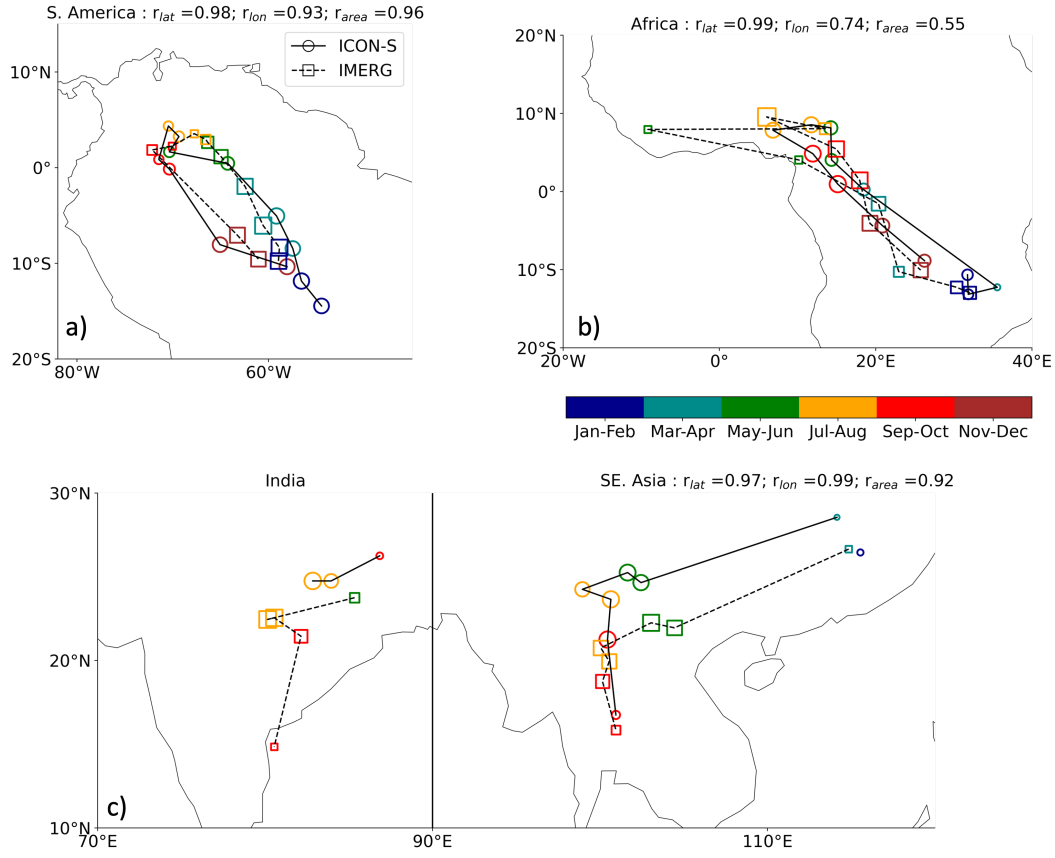 S. America : r_lat =0.98; r_lon =0.93; r_area =0.96
10°N
0°
10°S
20°S
80°W
60°W
ICON-S
IMERG
a)
Africa : r_lat =0.99; r_lon =0.74; r_area =0.55
20°N
10°N
0°
10°S
20°S
20°W
0°
20°E
40°E
b)
Jan-Feb Mar-Apr May-Jun Jul-Aug Sep-Oct Nov-Dec
India
SE. Asia : r_lat =0.97; r_lon =0.99; r_area =0.92
30°N
20°N
10°N
70°E
90°E
110°E
c)